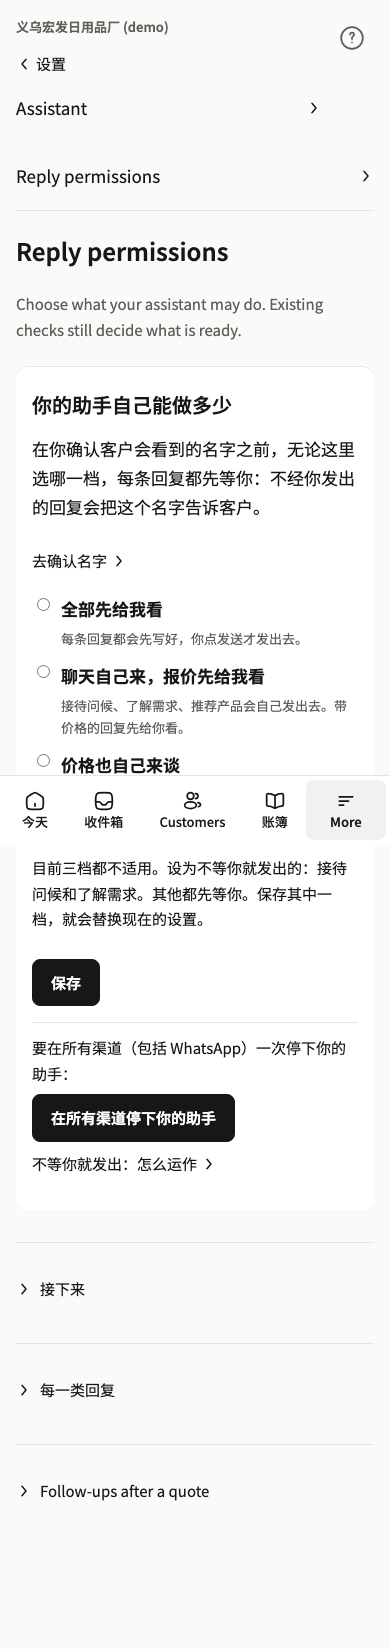 义乌宏发日用品厂 (demo)
设置
Assistant
Reply permissions
Reply permissions
Choose what your assistant may do. Existing
checks still decide what is ready.
你的助手自己能做多少
在你确认客户会看到的名字之前，无论这里
选哪一档，每条回复都先等你：不经你发出
的回复会把这个名字告诉客户。
去确认名字
全部先给我看
每条回复都会先写好，你点发送才发出去。
聊天自己来，报价先给我看
接待问候、了解需求、推荐产品会自己发出去。带
价格的回复先给你看。
价格也自己来谈
今天
收件箱
Customers
账簿
More
目前三档都不适用。设为不等你就发出的：接待
问候和了解需求。其他都先等你。保存其中一
档，就会替换现在的设置。
保存
要在所有渠道（包括 WhatsApp）一次停下你的
助手：
在所有渠道停下你的助手
不等你就发出：怎么运作
接下来
每一类回复
Follow-ups after a quote